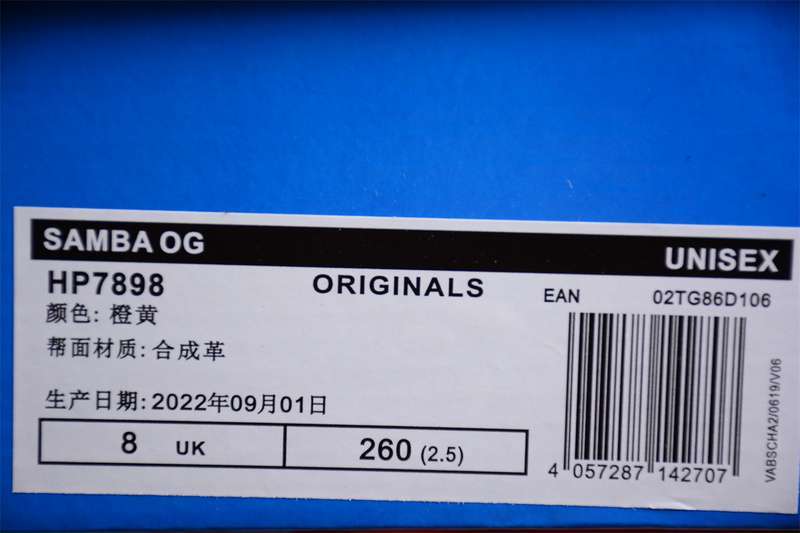 SAMBA OG
UNISEX
HP7898
ORIGINALS
EAN 02TG86D106
颜色: 橙黄
帮面材质: 合成革
生产日期: 2022年09月01日
8 UK
260 (2.5)
4 057287 142707
VABSCHA2/0619/V06